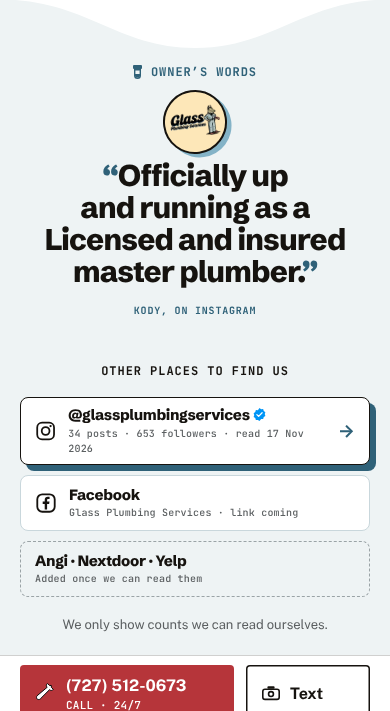 OWNER’S WORDS
Glass
Plumbing Services
“Officially up
and running as a
Licensed and insured
master plumber.”
KODY, ON INSTAGRAM
OTHER PLACES TO FIND US
@glassplumbingservices
34 posts · 653 followers · read 17 Nov
2026
Facebook
Glass Plumbing Services · link coming
Angi · Nextdoor · Yelp
Added once we can read them
We only show counts we can read ourselves.
(727) 512-0673
CALL · 24/7
Text